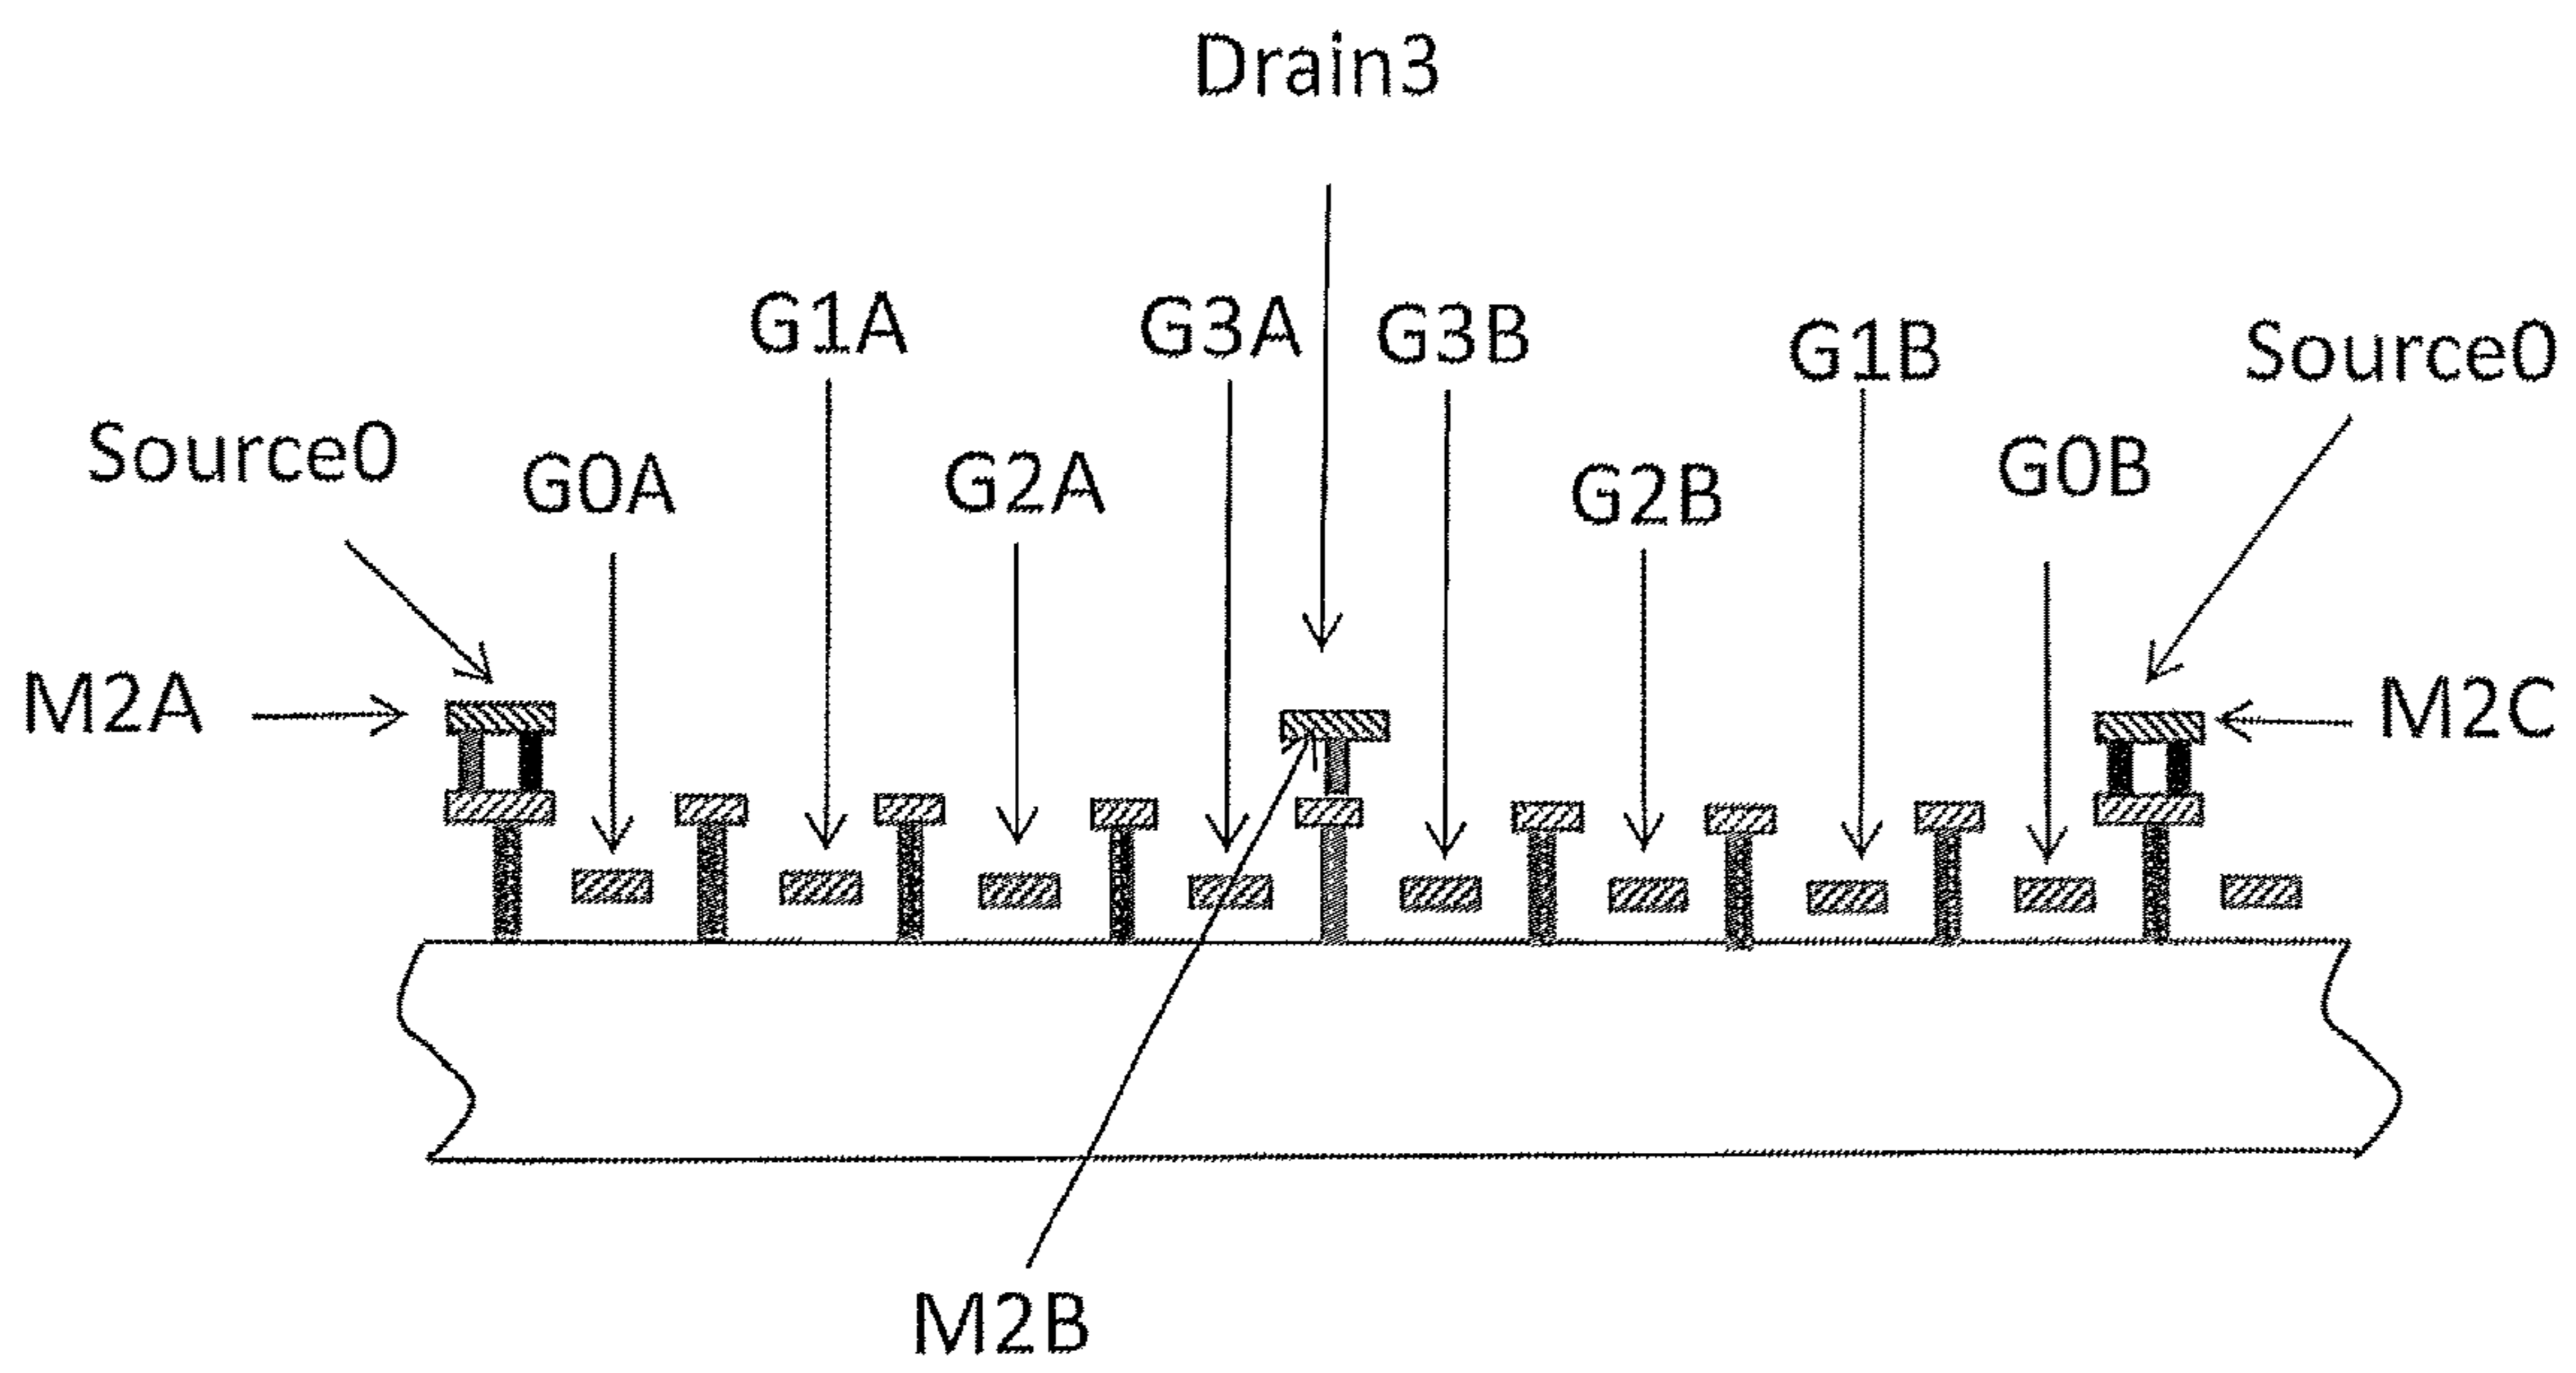 Drain3
G1A
G3A
G3B
G1B
Source0
Source0
G0A
G2A
G2B
G0B
M2A
M2C
M2B